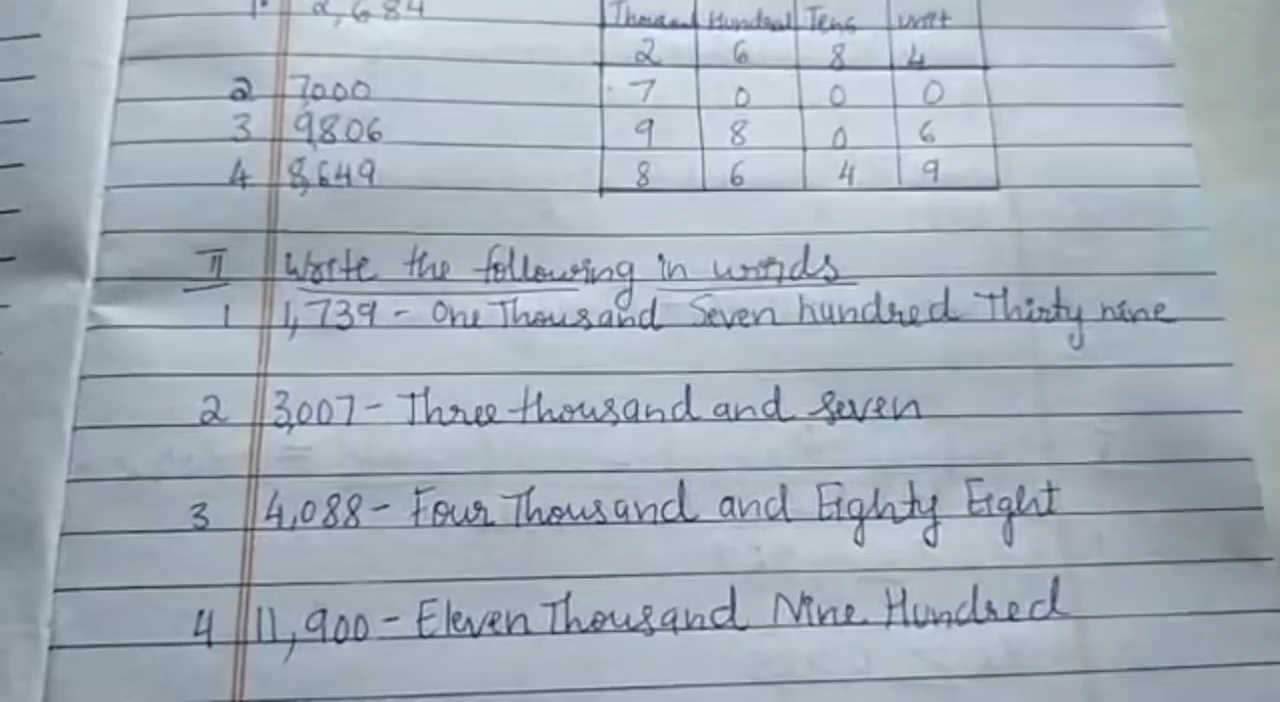 1. 2,684 Thousand Hundred Tens Unit
2 6 8 4
2 7000 7 0 0 0
3 9,806 9 8 0 6
4 8,649 8 6 4 9
II Write the following in words
1 1,739 - One Thousand Seven hundred Thirty nine
2 3,007 - Three thousand and seven
3 4,088 - Four Thousand and Eighty Eight
4 11,900 - Eleven Thousand Nine Hundred